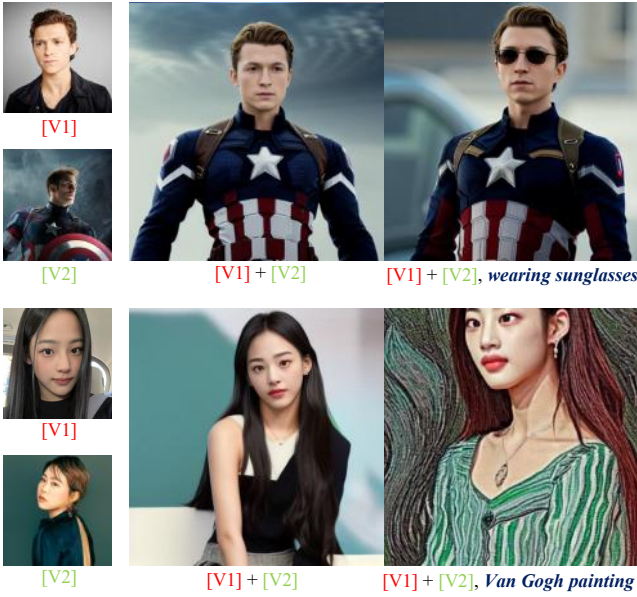 [V1]
[V2]
[V1] + [V2]
[V1] + [V2], wearing sunglasses
[V1]
[V2]
[V1] + [V2]
[V1] + [V2], Van Gogh painting